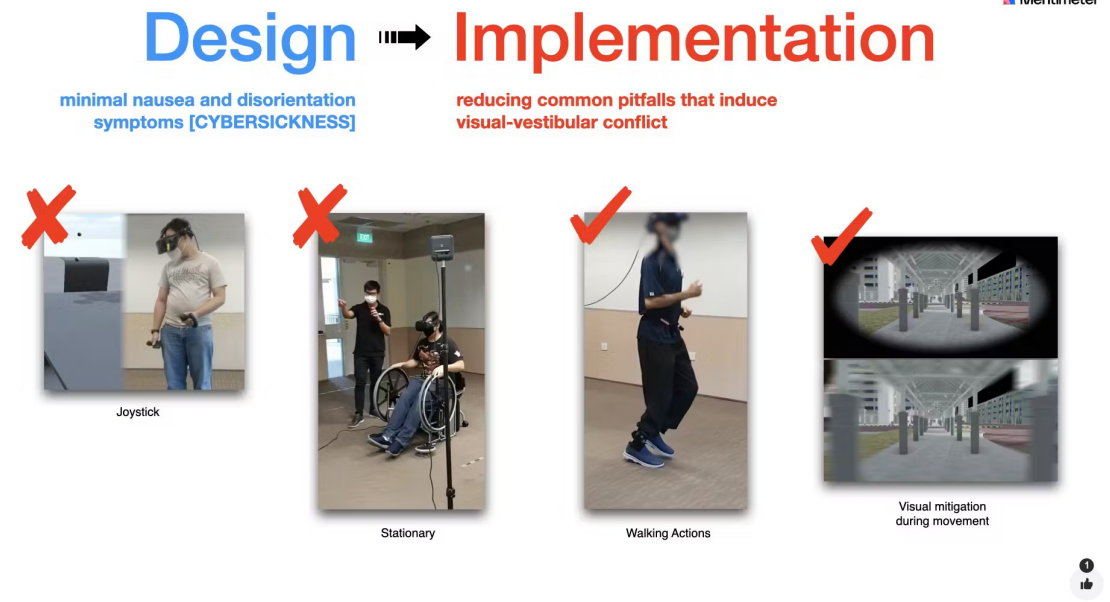 Mentimeter
Design
Implementation
minimal nausea and disorientation
symptoms [CYBERSICKNESS]
reducing common pitfalls that induce
visual-vestibular conflict
Joystick
Stationary
Walking Actions
Visual mitigation
during movement
1